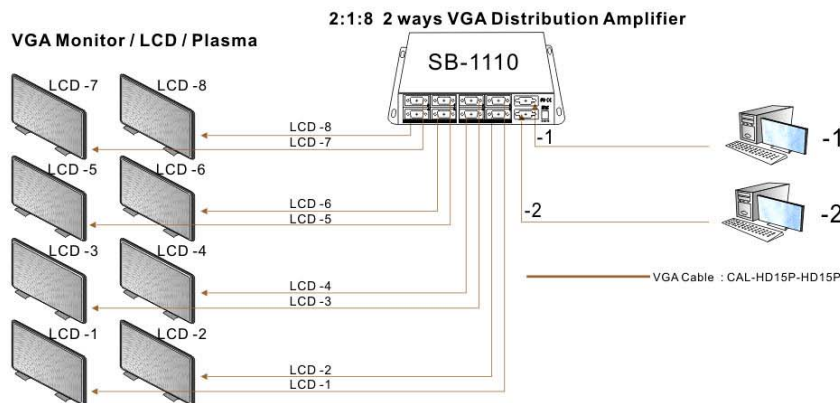 2:1:8 2 ways VGA Distribution Amplifier
VGA Monitor / LCD / Plasma
SB-1110
LCD -7
LCD -8
LCD -8
LCD -7
-1
-1
LCD -5
LCD -6
LCD -6
LCD -5
-2
-2
LCD -3
LCD -4
LCD -4
LCD -3
VGA Cable : CAL-HD15P-HD15P
LCD -1
LCD -2
LCD -2
LCD -1